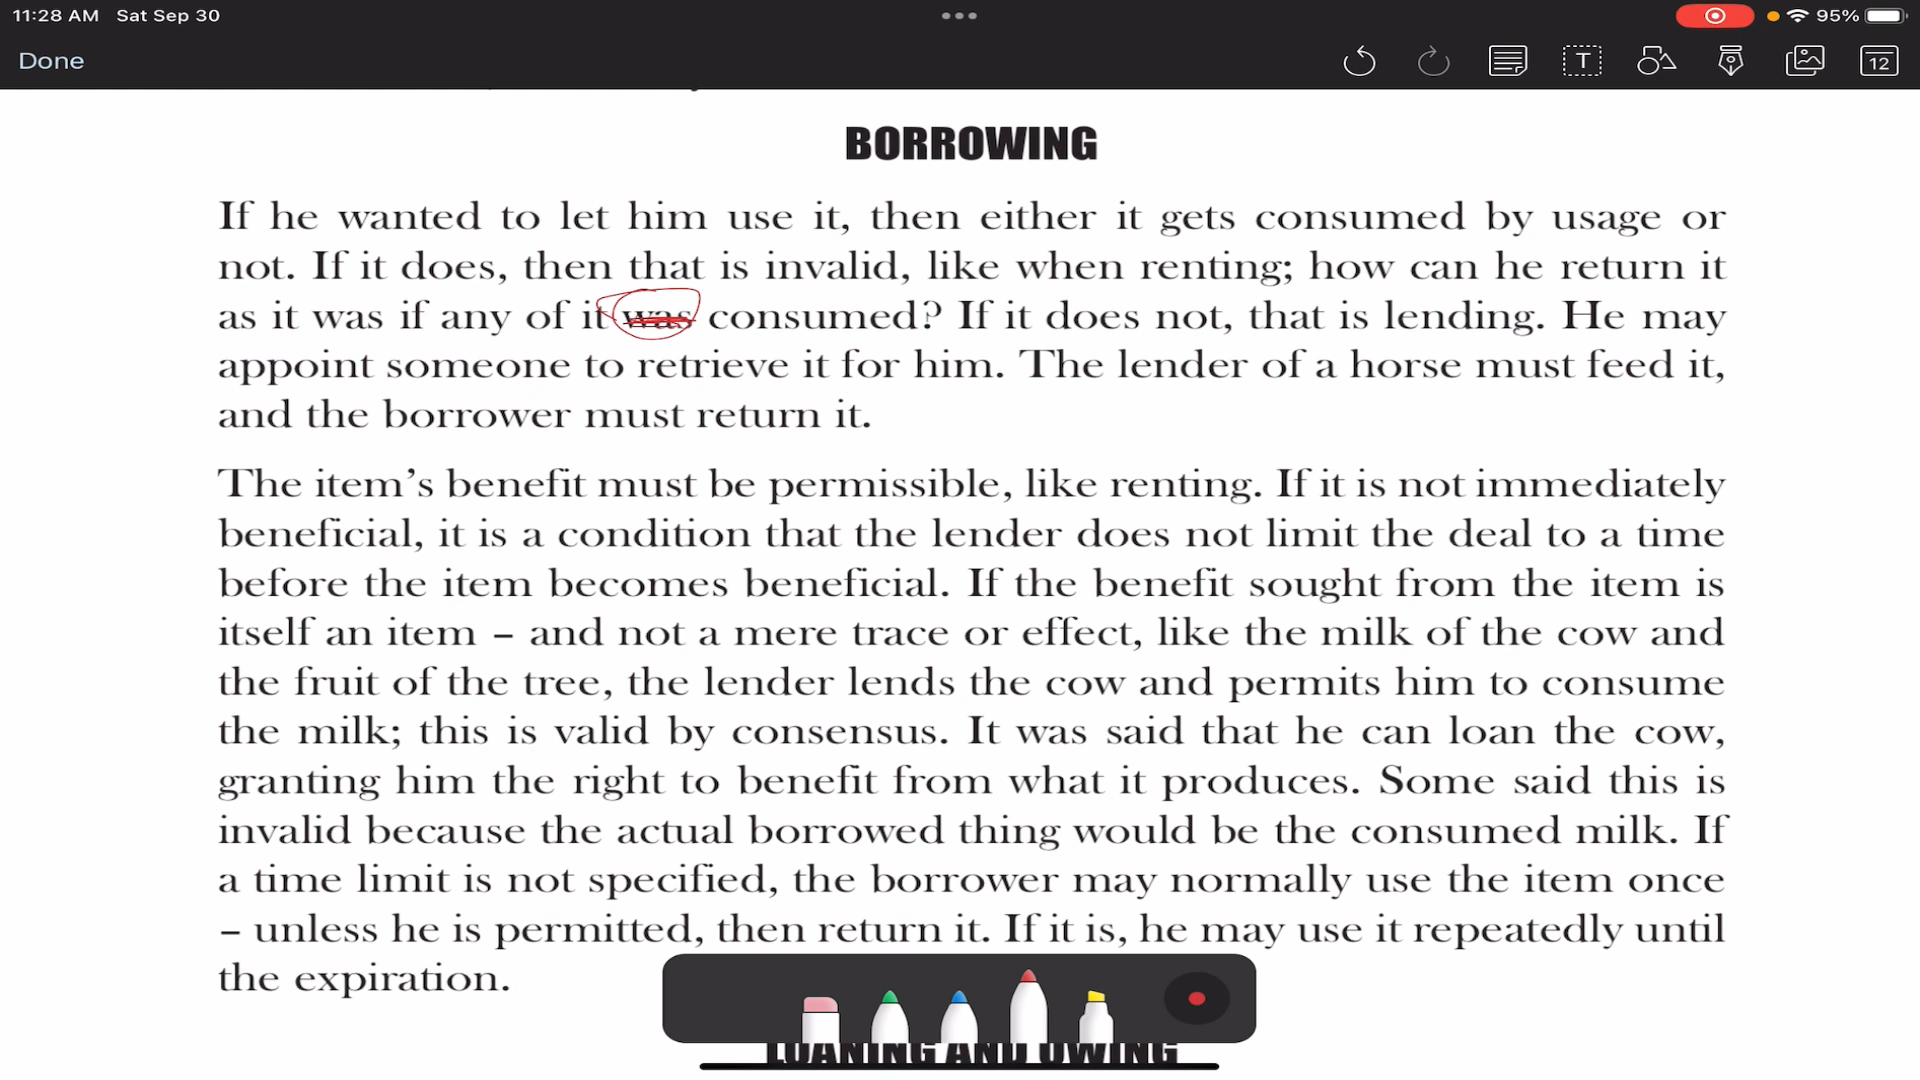 11:28 AM Sat Sep 30
95%
Done
T
12
BORROWING
If he wanted to let him use it, then either it gets consumed by usage or
not. If it does, then that is invalid, like when renting; how can he return it
as it was if any of it was consumed? If it does not, that is lending. He may
appoint someone to retrieve it for him. The lender of a horse must feed it,
and the borrower must return it.
The item’s benefit must be permissible, like renting. If it is not immediately
beneficial, it is a condition that the lender does not limit the deal to a time
before the item becomes beneficial. If the benefit sought from the item is
itself an item – and not a mere trace or effect, like the milk of the cow and
the fruit of the tree, the lender lends the cow and permits him to consume
the milk; this is valid by consensus. It was said that he can loan the cow,
granting him the right to benefit from what it produces. Some said this is
invalid because the actual borrowed thing would be the consumed milk. If
a time limit is not specified, the borrower may normally use the item once
– unless he is permitted, then return it. If it is, he may use it repeatedly until
the expiration.
LOANING AND OWING